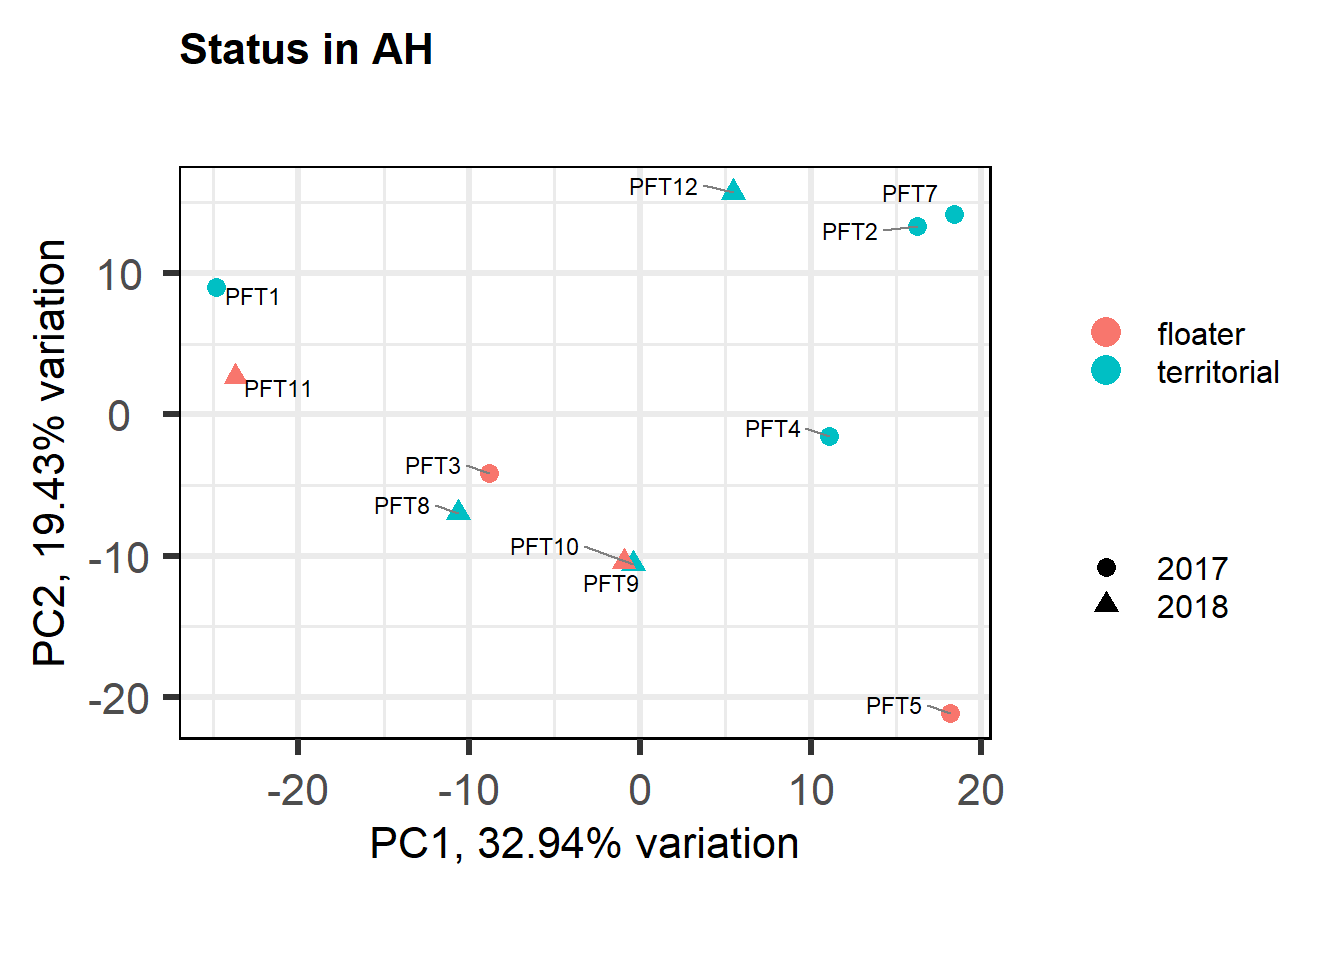 Status in AH
PFT12
PFT7
PFT2
PFT1
PFT11
PFT4
PFT3
PFT8
PFT10
PFT9
PFT5
10
0
-10
-20
PC2, 19.43% variation
-20
-10
0
10
20
PC1, 32.94% variation
floater
territorial
2017
2018